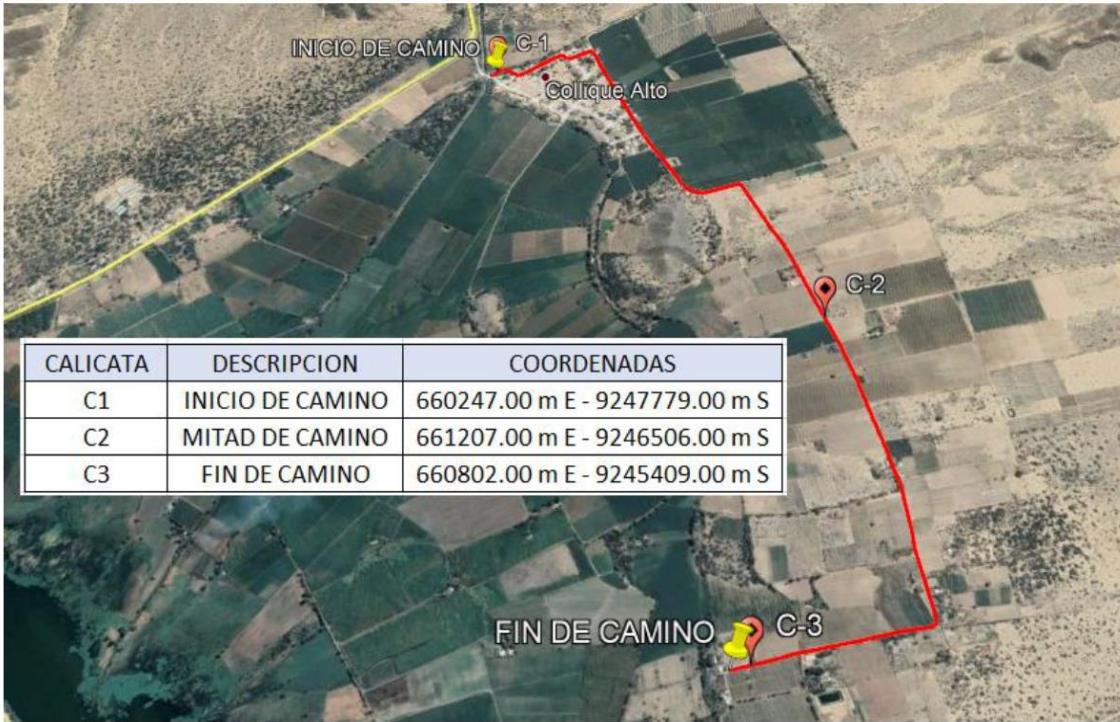 INICIO DE CAMINO
C-1
Collique Alto
C-2
CALICATA DESCRIPCION COORDENADAS
C1 INICIO DE CAMINO 660247.00 m E - 9247779.00 m S
C2 MITAD DE CAMINO 661207.00 m E - 9246506.00 m S
C3 FIN DE CAMINO 660802.00 m E - 9245409.00 m S
FIN DE CAMINO
C-3